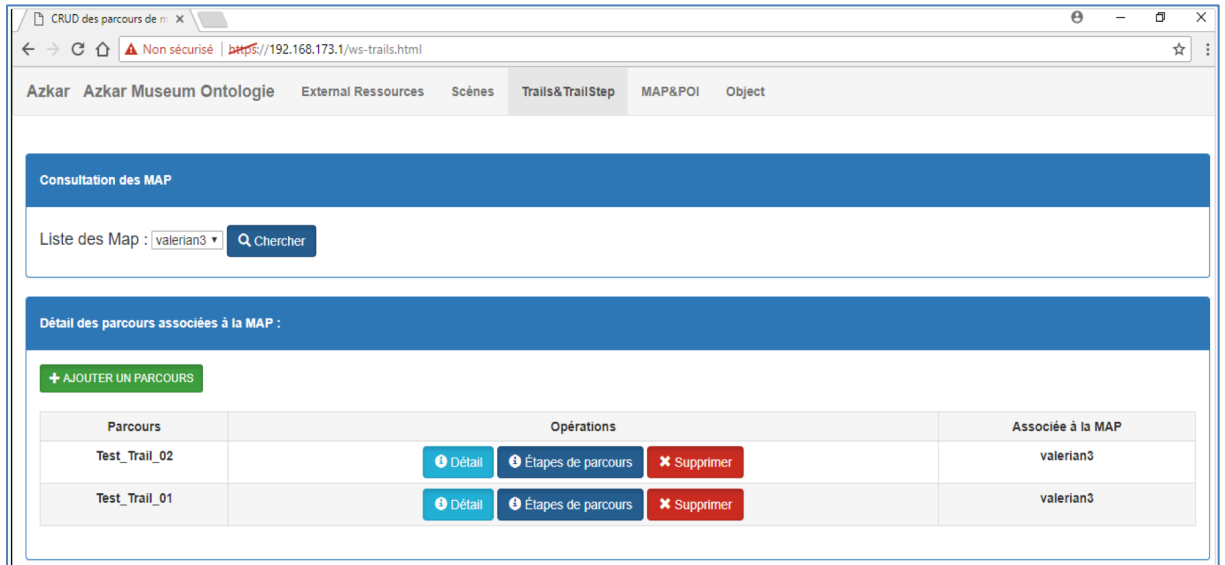 CRUD des parcours de m
Non sécurisé | https://192.168.173.1/ws-trails.html
Azkar Azkar Museum Ontologie External Ressources Scènes Trails&TrailStep MAP&POI Object
Consultation des MAP
Liste des Map : valerian3 Chercher
Détail des parcours associées à la MAP :
AJOUTER UN PARCOURS
Parcours Opérations Associée à la MAP
Test_Trail_02 Détail Étapes de parcours Supprimer valerian3
Test_Trail_01 Détail Étapes de parcours Supprimer valerian3